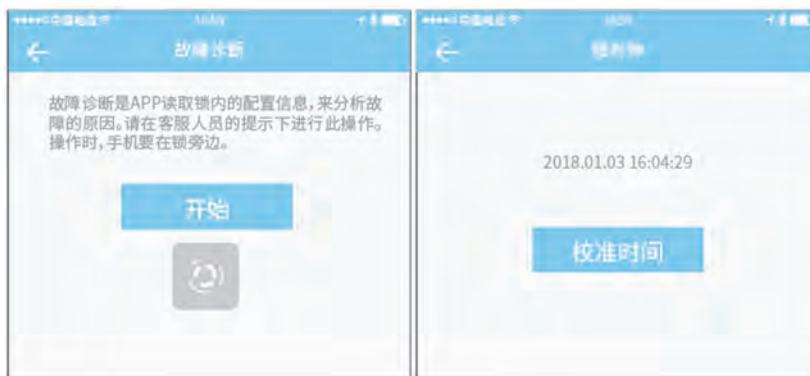 故障诊断
故障诊断是APP读取锁内的配置信息,来分析故
障的原因。请在客服人员的提示下进行此操作。
操作时,手机要在锁旁边。
开始
锁时钟
2018.01.03 16:04:29
校准时间